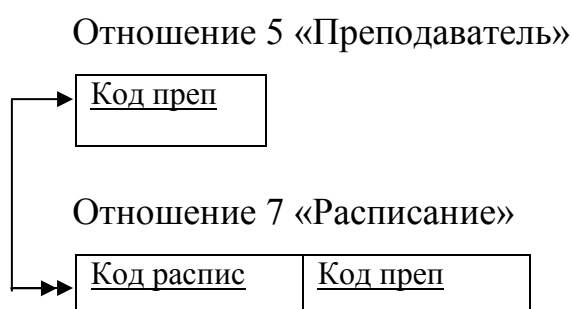 Отношение 5 «Преподаватель»
Код преп
Отношение 7 «Расписание»
Код распис Код преп